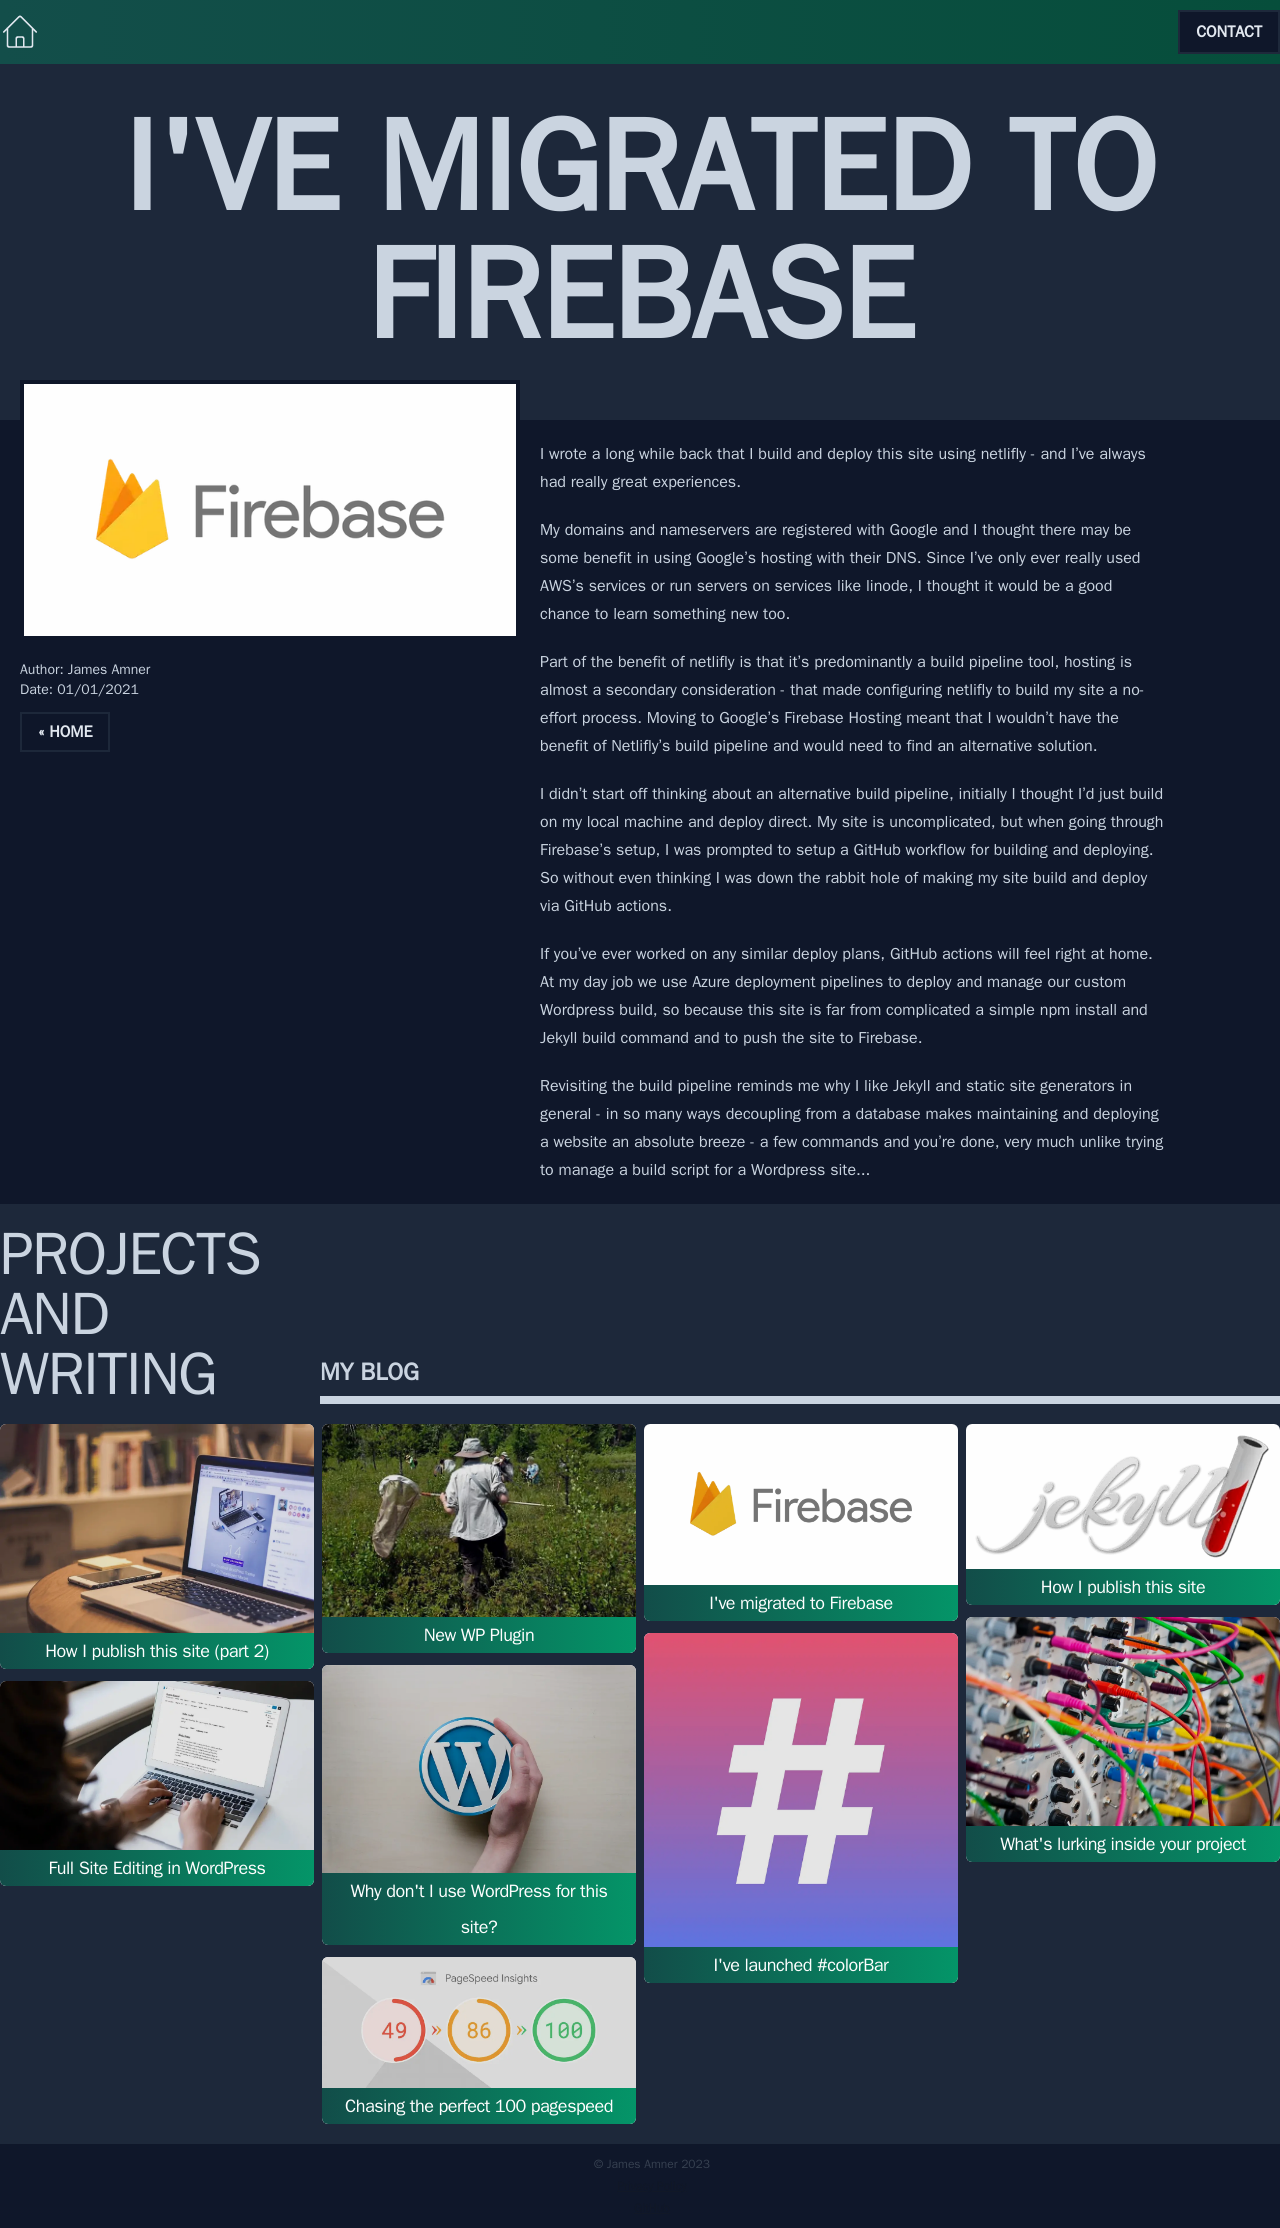 CONTACT
I'VE MIGRATED TO
FIREBASE
Firebase
Author: James Amner
Date: 01/01/2021
« HOME
I wrote a long while back that I build and deploy this site using netlifly - and I’ve always
had really great experiences.
My domains and nameservers are registered with Google and I thought there may be
some benefit in using Google’s hosting with their DNS. Since I’ve only ever really used
AWS’s services or run servers on services like linode, I thought it would be a good
chance to learn something new too.
Part of the benefit of netlifly is that it’s predominantly a build pipeline tool, hosting is
almost a secondary consideration - that made configuring netlifly to build my site a no-
effort process. Moving to Google’s Firebase Hosting meant that I wouldn’t have the
benefit of Netlifly’s build pipeline and would need to find an alternative solution.
I didn’t start off thinking about an alternative build pipeline, initially I thought I’d just build
on my local machine and deploy direct. My site is uncomplicated, but when going through
Firebase’s setup, I was prompted to setup a GitHub workflow for building and deploying.
So without even thinking I was down the rabbit hole of making my site build and deploy
via GitHub actions.
If you’ve ever worked on any similar deploy plans, GitHub actions will feel right at home.
At my day job we use Azure deployment pipelines to deploy and manage our custom
Wordpress build, so because this site is far from complicated a simple npm install and
Jekyll build command and to push the site to Firebase.
Revisiting the build pipeline reminds me why I like Jekyll and static site generators in
general - in so many ways decoupling from a database makes maintaining and deploying
a website an absolute breeze - a few commands and you’re done, very much unlike trying
to manage a build script for a Wordpress site...
PROJECTS
AND
WRITING
MY BLOG
How I publish this site (part 2)
Full Site Editing in WordPress
New WP Plugin
W
Why don't I use WordPress for this
site?
PageSpeed Insights
49 » 86 » 100
Chasing the perfect 100 pagespeed
Firebase
I've migrated to Firebase
#
I've launched #colorBar
jekyll
How I publish this site
What's lurking inside your project
© James Amner 2023